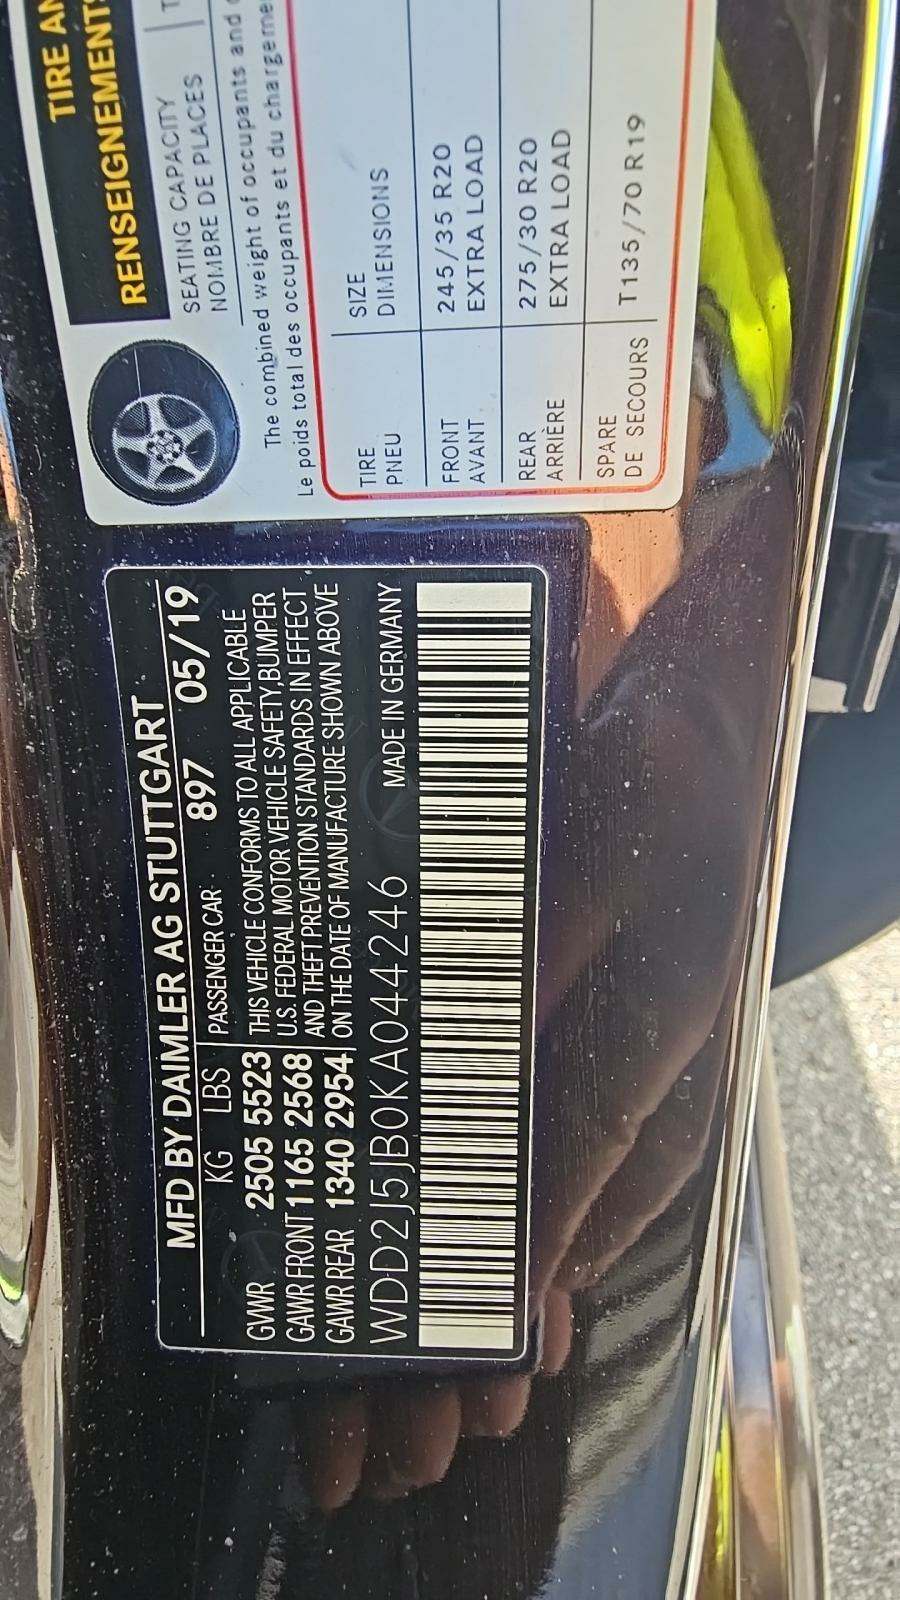 TIRE AN
RENSEIGNEMENTS
SEATING CAPACITY
NOMBRE DE PLACES
The combined weight of occupants and
Le poids total des occupants et du chargeme
TIRE SIZE
PNEU DIMENSIONS
FRONT 245/35 R20
AVANT EXTRA LOAD
REAR 275/30 R20
ARRIÈRE EXTRA LOAD
SPARE T135/70 R19
DE SECOURS
MFD BY DAIMLER AG STUTTGART
KG LBS PASSENGER CAR 897 05/19
GVWR 2505 5523 THIS VEHICLE CONFORMS TO ALL APPLICABLE
GAWR FRONT 1165 2568 U.S. FEDERAL MOTOR VEHICLE SAFETY,BUMPER
GAWR REAR 1340 2954 AND THEFT PREVENTION STANDARDS IN EFFECT
ON THE DATE OF MANUFACTURE SHOWN ABOVE
WDD2J5JB0KA044246 MADE IN GERMANY